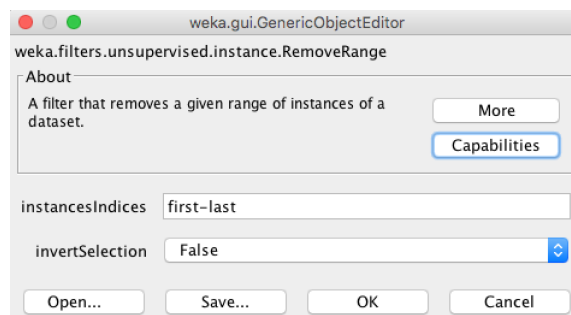 weka.gui.GenericObjectEditor
weka.filters.unsupervised.instance.RemoveRange
About
A filter that removes a given range of instances of a
dataset.
More
Capabilities
instancesIndices first-last
invertSelection False
Open... Save... OK Cancel